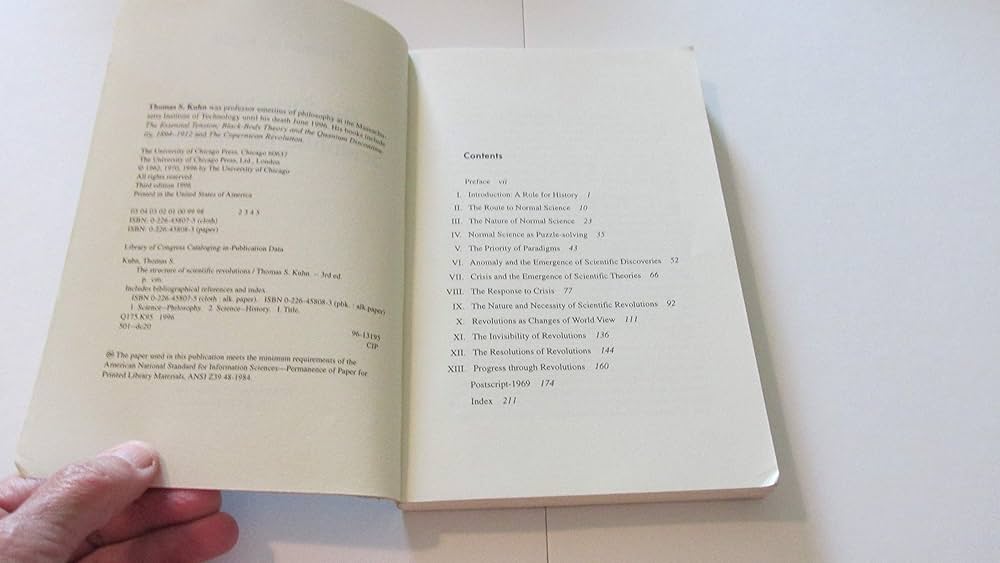 Thomas S. Kuhn was professor emeritus of philosophy at the Massachu-
setts Institute of Technology until his death June 1996. His books include
The Essential Tension; Black-Body Theory and the Quantum Discontinu-
ity, 1894–1912 and The Copernican Revolution.
The University of Chicago Press, Chicago 60637
The University of Chicago Press, Ltd., London
© 1962, 1970, 1996 by The University of Chicago
All rights reserved.
Third edition 1996
Printed in the United States of America
03 04 03 02 01 00 99 98 2 3 4 5
ISBN: 0-226-45807-5 (cloth)
ISBN: 0-226-45808-3 (paper)
Library of Congress Cataloging-in-Publication Data
Kuhn, Thomas S.
The structure of scientific revolutions / Thomas S. Kuhn. – 3rd ed.
p. cm.
Includes bibliographical references and index.
ISBN 0-226-45807-5 (cloth : alk. paper). ISBN 0-226-45808-3 (pbk. : alk. paper)
1. Science—Philosophy. 2. Science—History. I. Title.
Q175.K95 1996
501—dc20
96-13195
CIP
The paper used in this publication meets the minimum requirements of the
American National Standard for Information Sciences—Permanence of Paper for
Printed Library Materials, ANSI Z39.48-1984.
Contents
Preface vii
I. Introduction: A Role for History 1
II. The Route to Normal Science 10
III. The Nature of Normal Science 23
IV. Normal Science as Puzzle-solving 35
V. The Priority of Paradigms 43
VI. Anomaly and the Emergence of Scientific Discoveries 52
VII. Crisis and the Emergence of Scientific Theories 66
VIII. The Response to Crisis 77
IX. The Nature and Necessity of Scientific Revolutions 92
X. Revolutions as Changes of World View 111
XI. The Invisibility of Revolutions 136
XII. The Resolutions of Revolutions 144
XIII. Progress through Revolutions 160
Postscript-1969 174
Index 211